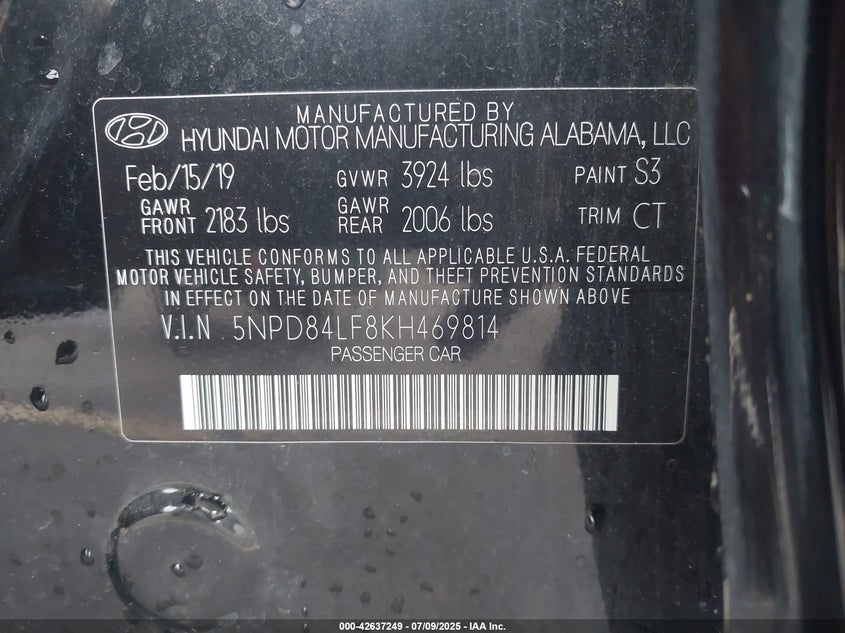 MANUFACTURED BY
HYUNDAI MOTOR MANUFACTURING ALABAMA, LLC
Feb/15/19 GVWR 3924 lbs PAINT S3
GAWR FRONT 2183 lbs GAWR REAR 2006 lbs TRIM CT
THIS VEHICLE CONFORMS TO ALL APPLICABLE U.S.A. FEDERAL
MOTOR VEHICLE SAFETY, BUMPER, AND THEFT PREVENTION STANDARDS
IN EFFECT ON THE DATE OF MANUFACTURE SHOWN ABOVE
V.I.N 5NPD84LF8KH469814
PASSENGER CAR
000-42637249 - 07/09/2025 - IAA Inc.